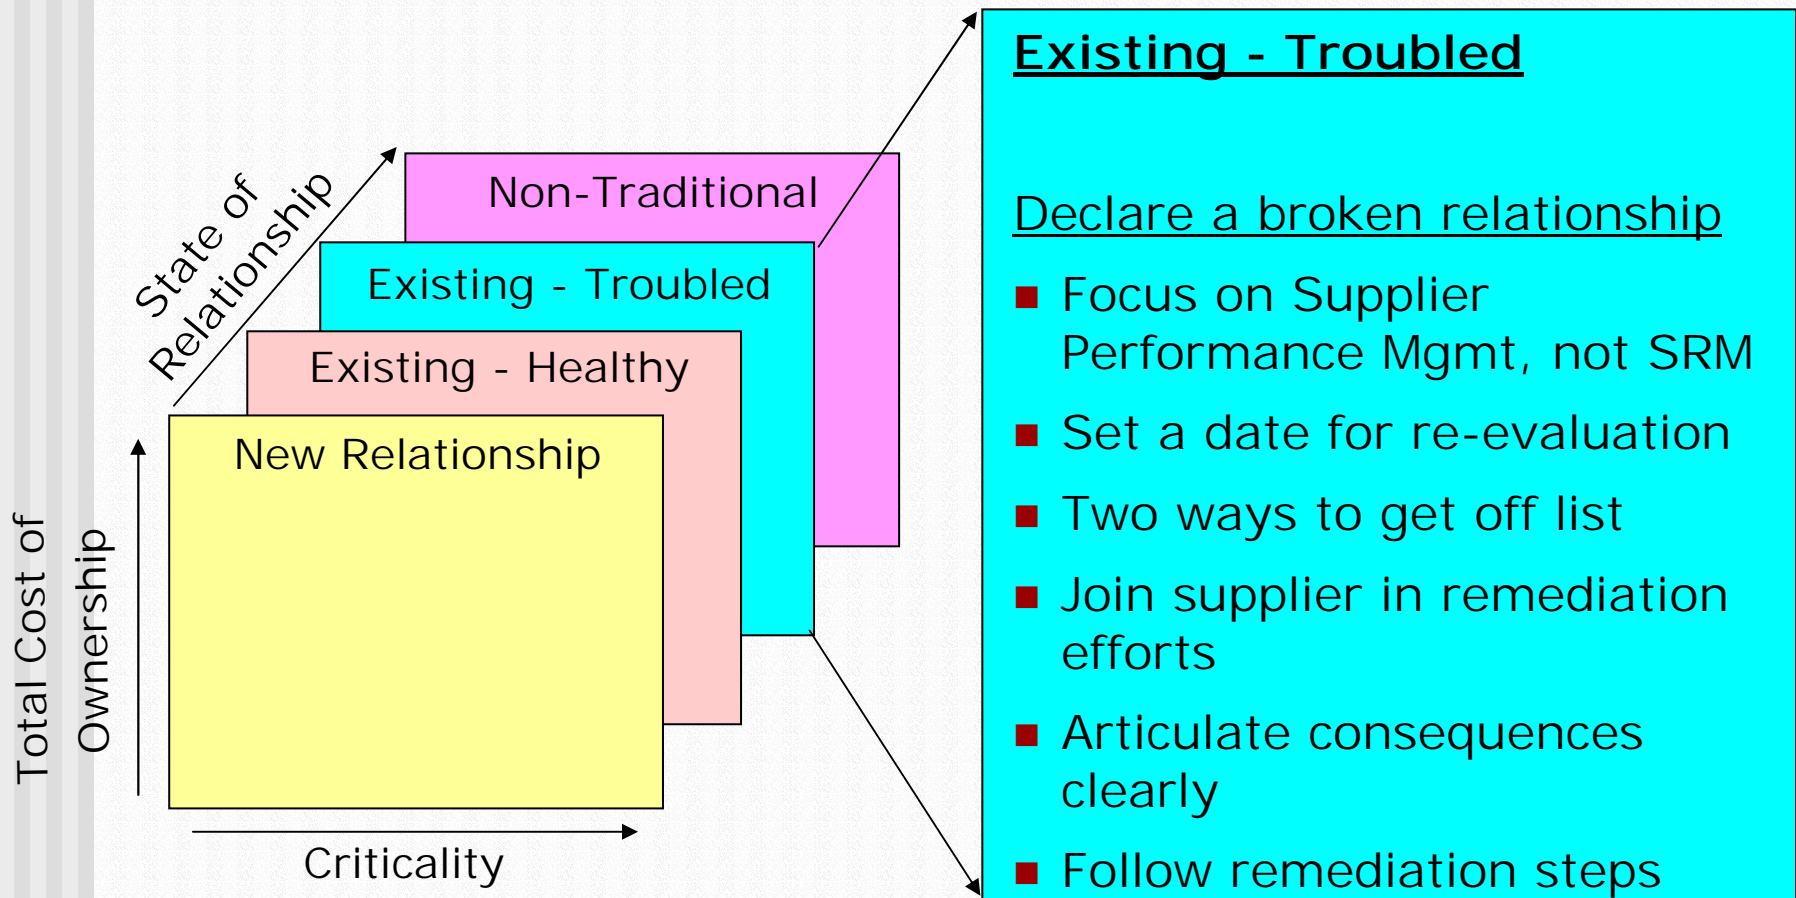 State of
Relationship
Non-Traditional
Existing - Troubled
Existing - Healthy
New Relationship
Total Cost of
Ownership
Criticality
Existing - Troubled
Declare a broken relationship
Focus on Supplier
Performance Mgmt, not SRM
Set a date for re-evaluation
Two ways to get off list
Join supplier in remediation
efforts
Articulate consequences
clearly
Follow remediation steps